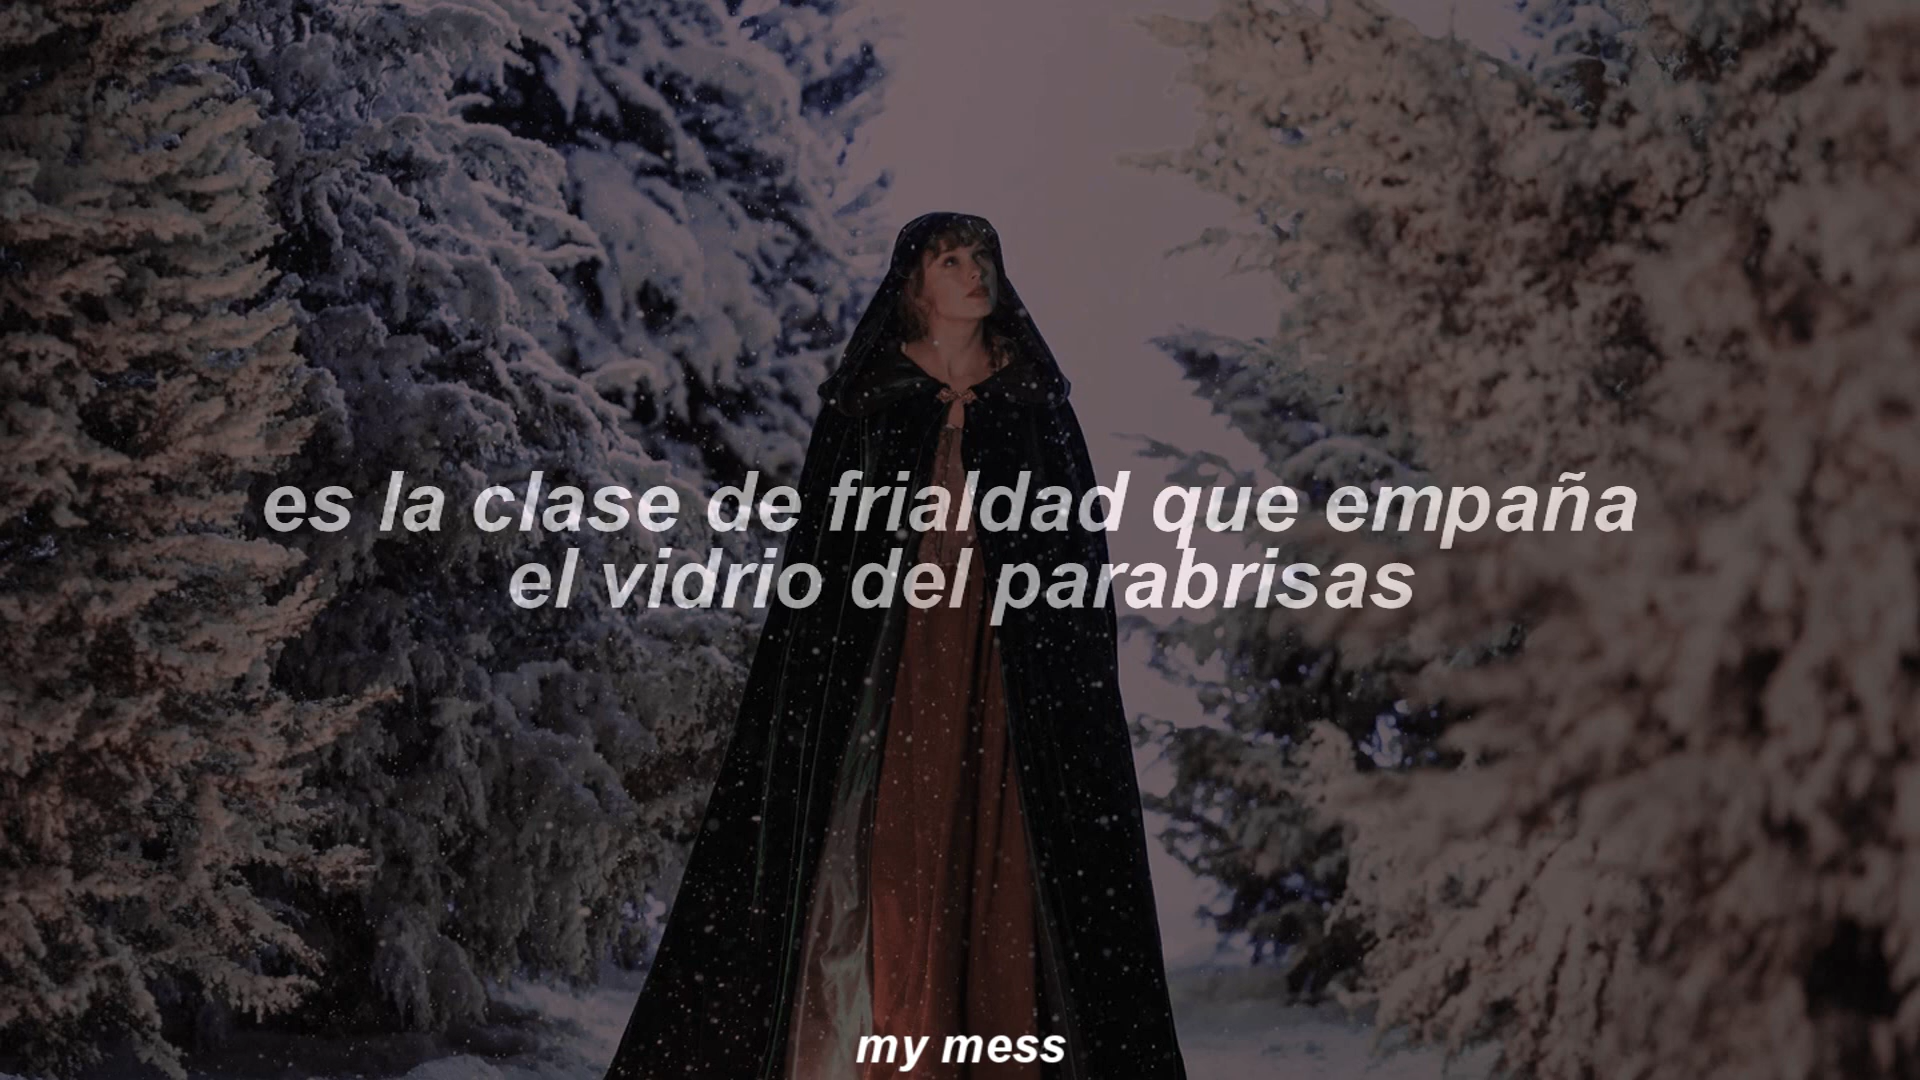 es la clase de frialdad que empaña
el vidrio del parabrisas
my mess